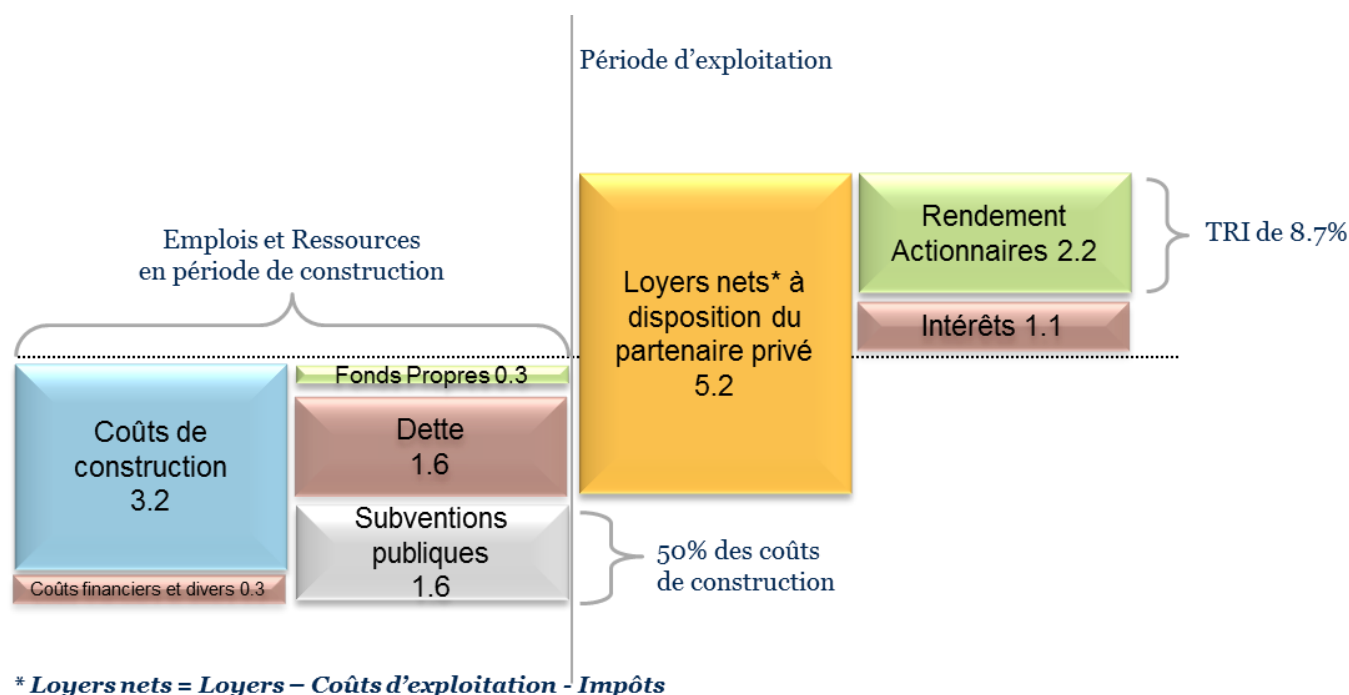 Période d’exploitation
Emplois et Ressources
en période de construction
Coûts de
construction
3.2
Coûts financiers et divers 0.3
Fonds Propres 0.3
Dette
1.6
Subventions
publiques
1.6
50% des coûts
de construction
Loyers nets* à
disposition du
partenaire privé
5.2
Rendement
Actionnaires 2.2
Intérêts 1.1
TRI de 8.7%
* Loyers nets = Loyers – Coûts d’exploitation - Impôts